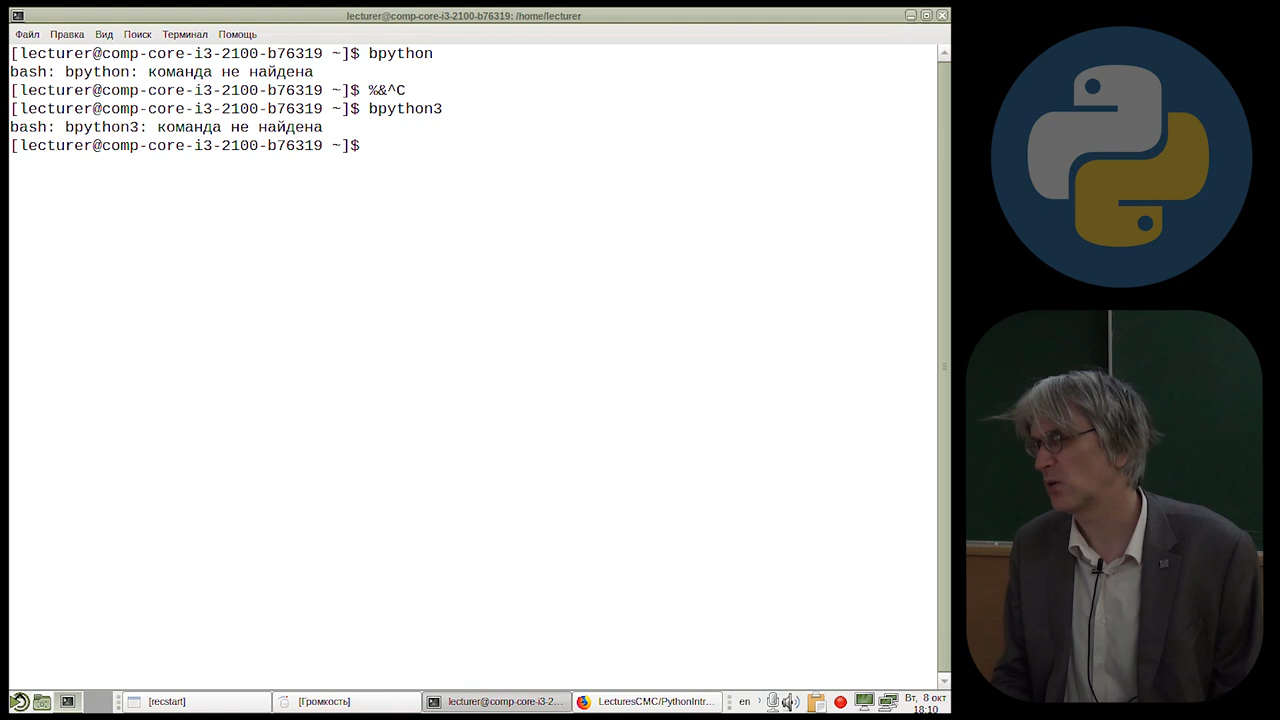 lecturer@comp-core-i3-2100-b76319: /home/lecturer
Файл Правка Вид Поиск Терминал Помощь
[lecturer@comp-core-i3-2100-b76319 ~]$ bpython
bash: bpython: команда не найдена
[lecturer@comp-core-i3-2100-b76319 ~]$ %&^C
[lecturer@comp-core-i3-2100-b76319 ~]$ bpython3
bash: bpython3: команда не найдена
[lecturer@comp-core-i3-2100-b76319 ~]$
[recstart] [Громкость] lecturer@comp-core-i3-2... LecturesCMC/PythonIntr... en Вт, 8 окт
18:10